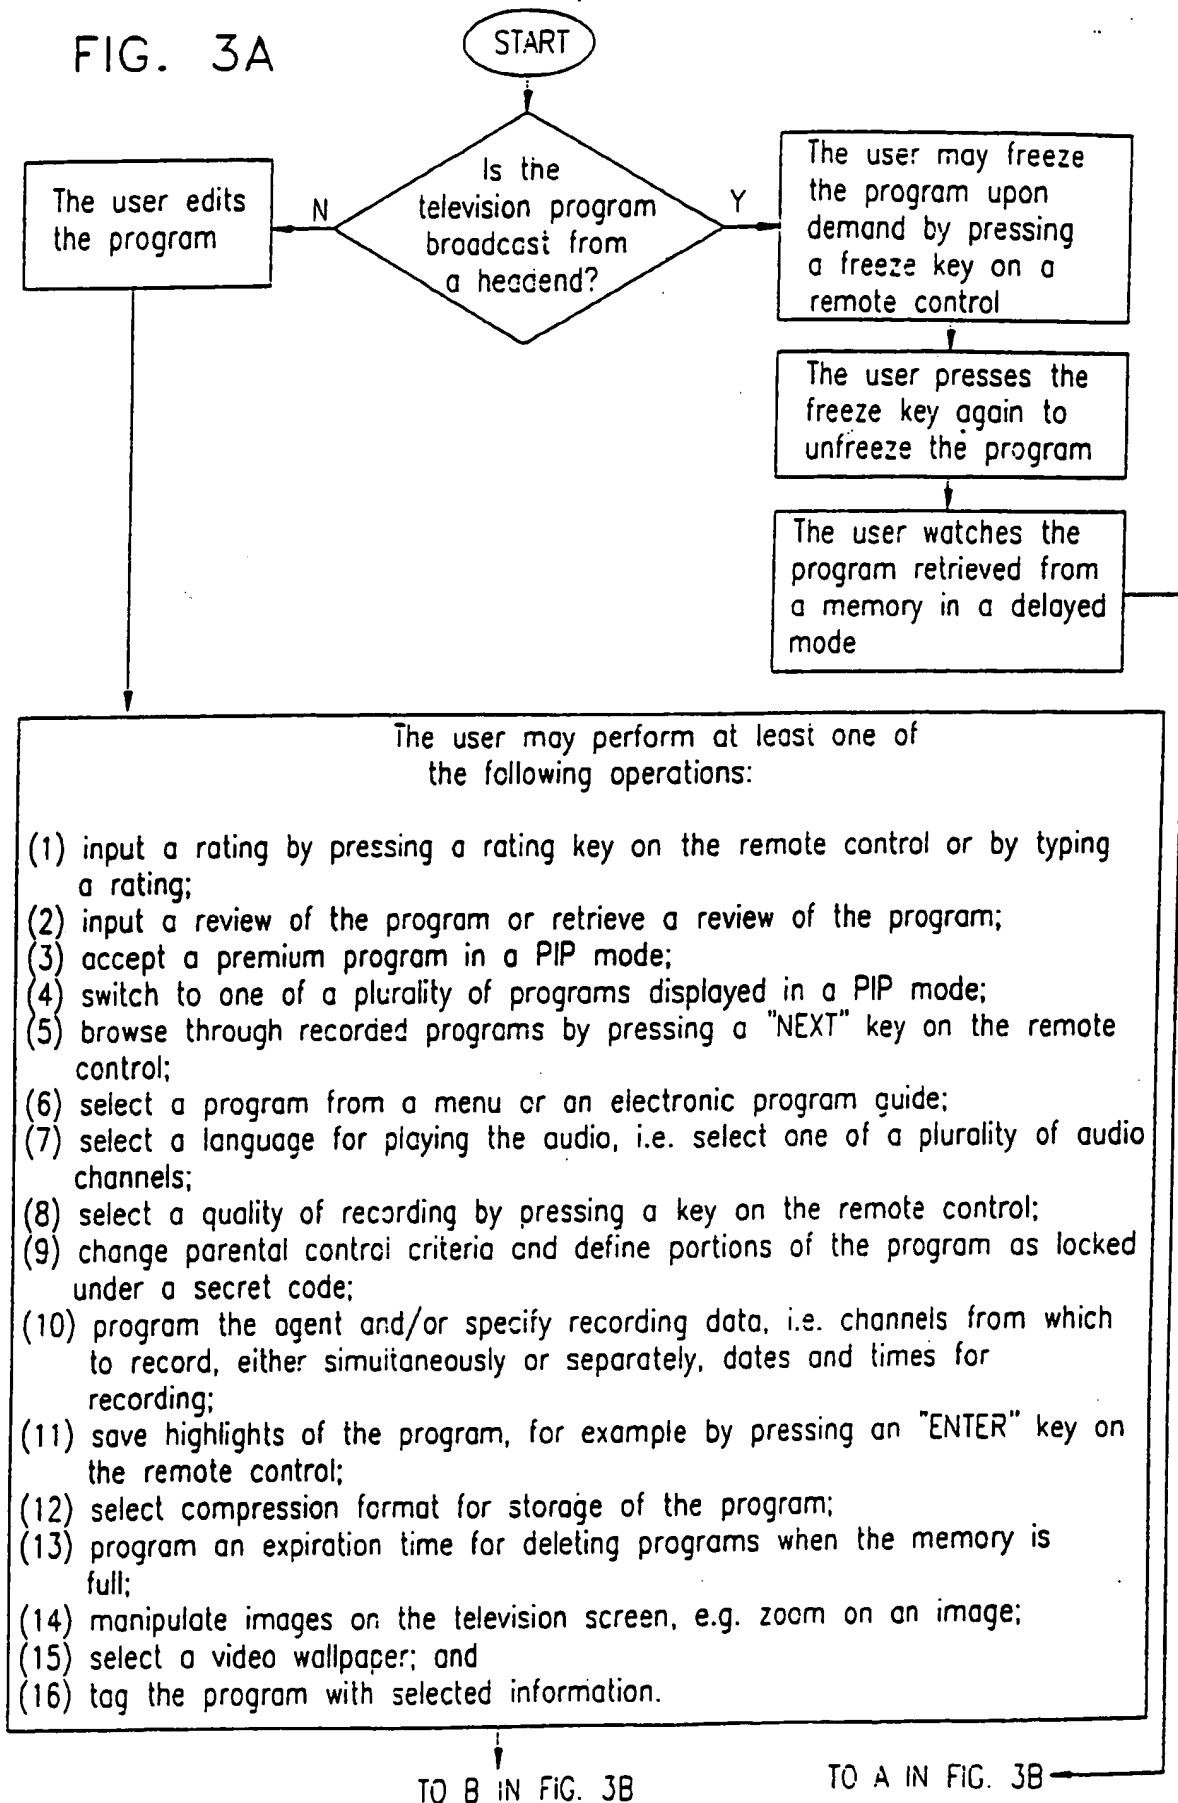 FIG. 3A
START
Is the
television program
broadcast from
a headend?
N
Y
The user edits
the program
The user may freeze
the program upon
demand by pressing
a freeze key on a
remote control
The user presses the
freeze key again to
unfreeze the program
The user watches the
program retrieved from
a memory in a delayed
mode
The user may perform at least one of
the following operations:
(1) input a rating by pressing a rating key on the remote control or by typing
a rating;
(2) input a review of the program or retrieve a review of the program;
(3) accept a premium program in a PIP mode;
(4) switch to one of a plurality of programs displayed in a PIP mode;
(5) browse through recorded programs by pressing a "NEXT" key on the remote
control;
(6) select a program from a menu or an electronic program guide;
(7) select a language for playing the audio, i.e. select one of a plurality of audio
channels;
(8) select a quality of recording by pressing a key on the remote control;
(9) change parental control criteria and define portions of the program as locked
under a secret code;
(10) program the agent and/or specify recording data, i.e. channels from which
to record, either simultaneously or separately, dates and times for
recording;
(11) save highlights of the program, for example by pressing an "ENTER" key on
the remote control;
(12) select compression format for storage of the program;
(13) program an expiration time for deleting programs when the memory is
full;
(14) manipulate images on the television screen, e.g. zoom on an image;
(15) select a video wallpaper; and
(16) tag the program with selected information.
TO B IN FIG. 3B
TO A IN FIG. 3B